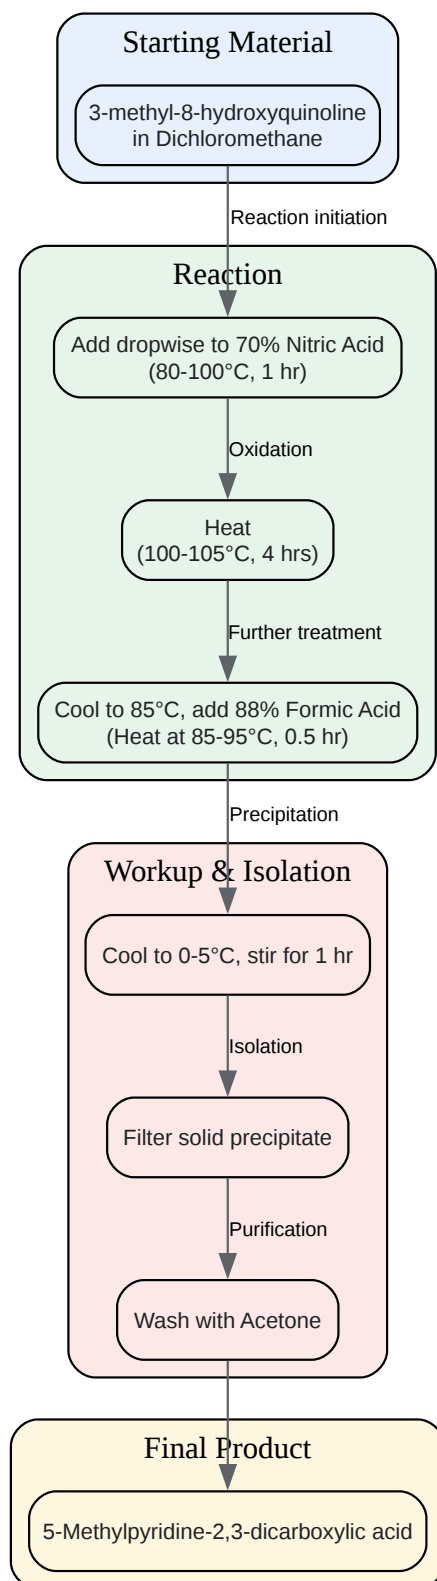 Starting Material
3-methyl-8-hydroxyquinoline
in Dichloromethane
Reaction initiation
Reaction
Add dropwise to 70% Nitric Acid
(80-100°C, 1 hr)
Oxidation
Heat
(100-105°C, 4 hrs)
Further treatment
Cool to 85°C, add 88% Formic Acid
(Heat at 85-95°C, 0.5 hr)
Precipitation
Workup & Isolation
Cool to 0-5°C, stir for 1 hr
Isolation
Filter solid precipitate
Purification
Wash with Acetone
Final Product
5-Methylpyridine-2,3-dicarboxylic acid